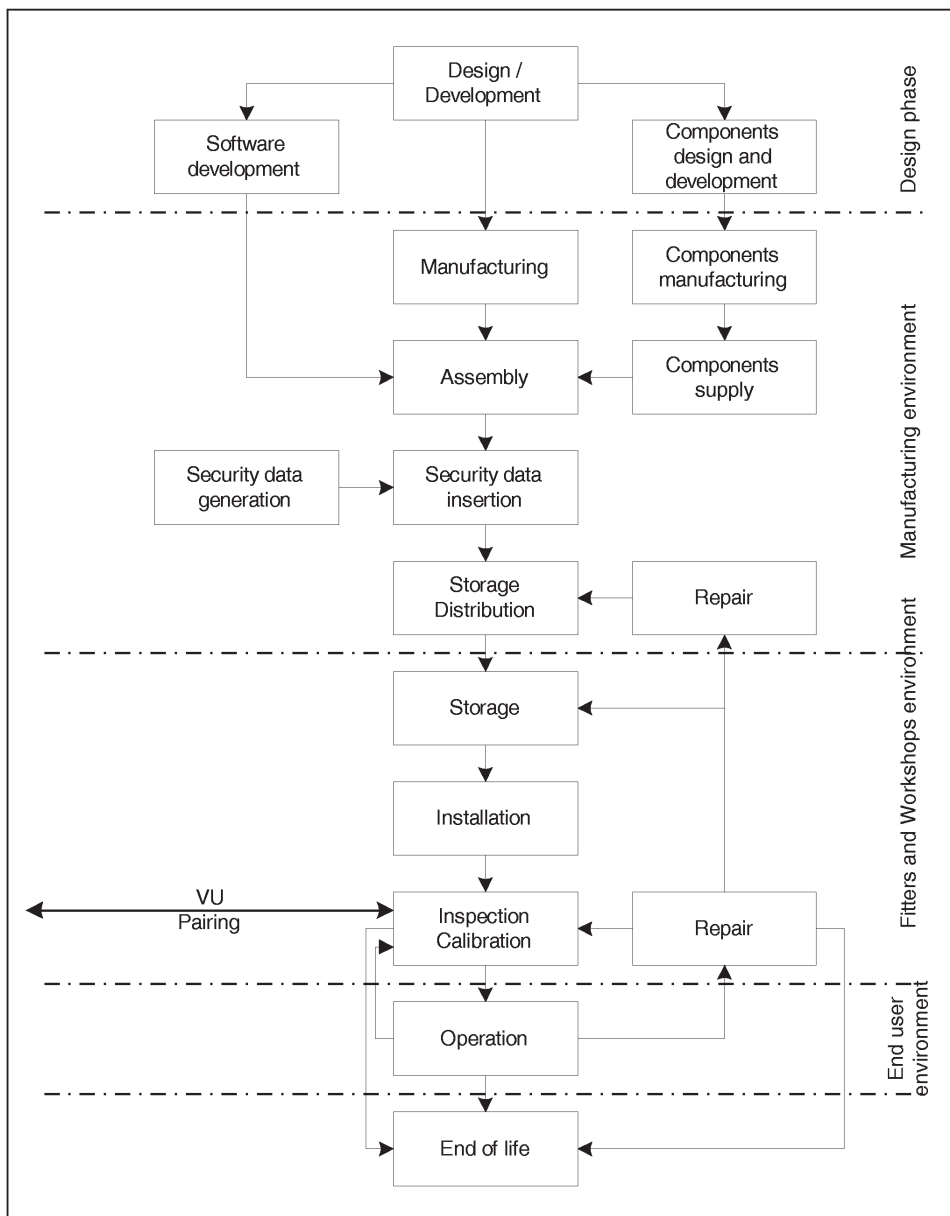 Design /
Development
Software
development
Components
design and
development
Design phase
Manufacturing
Components
manufacturing
Assembly
Components
supply
Security data
generation
Security data
insertion
Storage
Distribution
Repair
Manufacturing environment
Storage
Installation
VU
Pairing
Inspection
Calibration
Repair
Fitters and Workshops environment
Operation
End user
environment
End of life